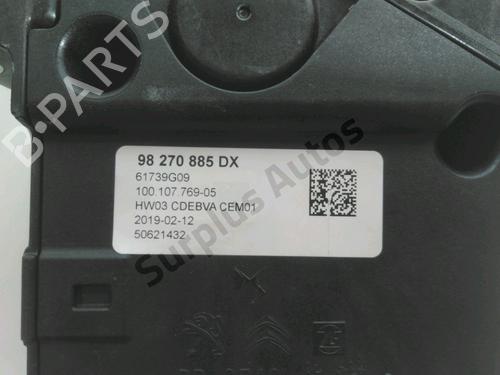 B-PARTS
98 270 885 DX
61739G09
100.107.769-05
HW03 CDEBVA CEM01
2019-02-12
50621432
Surplus Autos